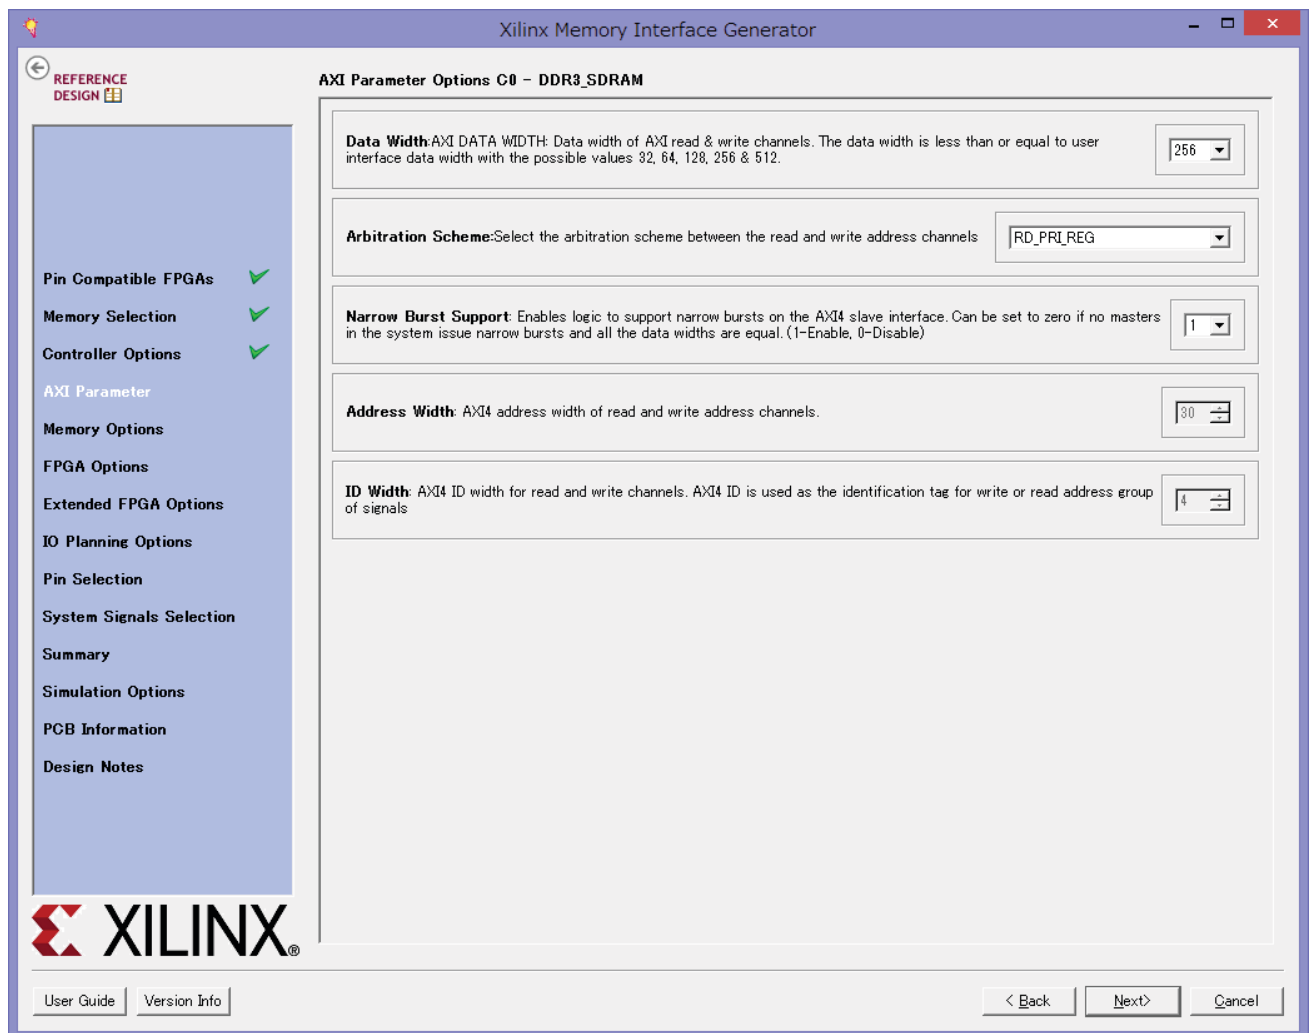 Xilinx Memory Interface Generator
REFERENCE
DESIGN
AXI Parameter Options C0 - DDR3_SDRAM
Data Width:AXI DATA WIDTH: Data width of AXI read & write channels. The data width is less than or equal to user
interface data width with the possible values 32, 64, 128, 256 & 512.
256
Arbitration Scheme:Select the arbitration scheme between the read and write address channels
RD_PRI_REG
Narrow Burst Support: Enables logic to support narrow bursts on the AXI4 slave interface. Can be set to zero if no masters
in the system issue narrow bursts and all the data widths are equal. (1-Enable, 0-Disable)
1
Address Width: AXI4 address width of read and write address channels.
30
ID Width: AXI4 ID width for read and write channels. AXI4 ID is used as the identification tag for write or read address group
of signals
4
Pin Compatible FPGAs
Memory Selection
Controller Options
AXI Parameter
Memory Options
FPGA Options
Extended FPGA Options
IO Planning Options
Pin Selection
System Signals Selection
Summary
Simulation Options
PCB Information
Design Notes
XILINX®
User Guide
Version Info
< Back
Next>
Cancel